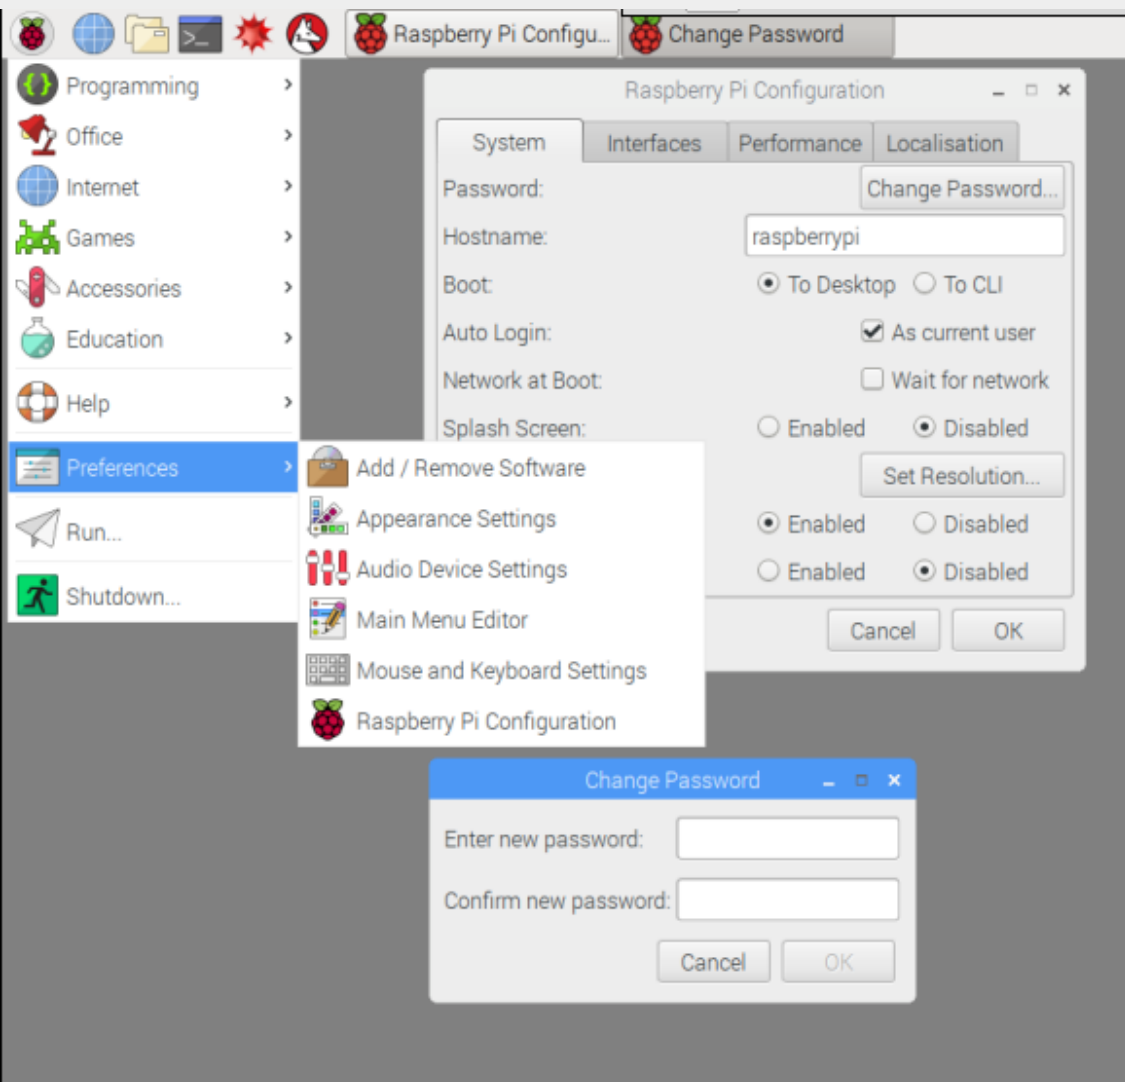 Raspberry Pi Configu...
Change Password
Programming
Office
Internet
Games
Accessories
Education
Help
Preferences
Run...
Shutdown...
Add / Remove Software
Appearance Settings
Audio Device Settings
Main Menu Editor
Mouse and Keyboard Settings
Raspberry Pi Configuration
Raspberry Pi Configuration
System Interfaces Performance Localisation
Password: Change Password...
Hostname: raspberrypi
Boot: To Desktop To CLI
Auto Login: As current user
Network at Boot: Wait for network
Splash Screen: Enabled Disabled
Set Resolution...
Enabled Disabled
Enabled Disabled
Cancel OK
Change Password
Enter new password:
Confirm new password:
Cancel OK